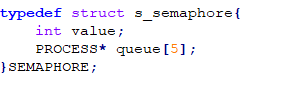 typedef struct s_semaphore{
    int value;
    PROCESS* queue[5];
}SEMAPHORE;